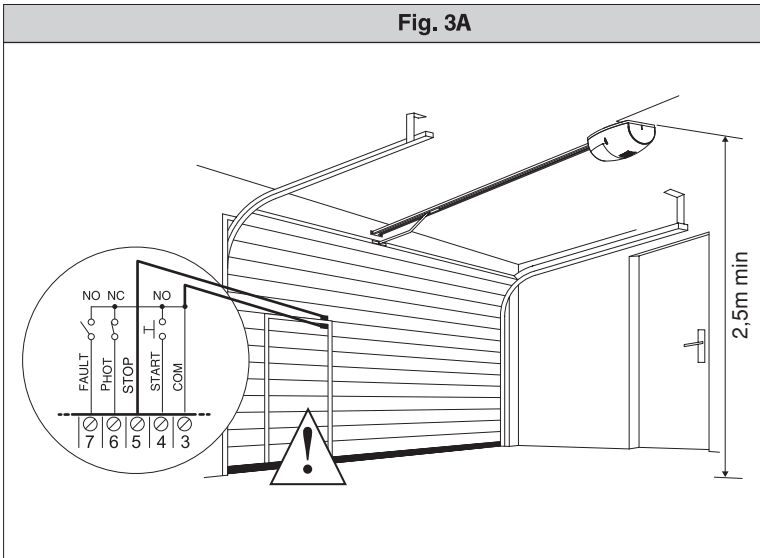 Fig. 3A
NO NC NO
FAULT
PHOT
STOP
START
COM
7 6 5 4 3
!
2,5m min